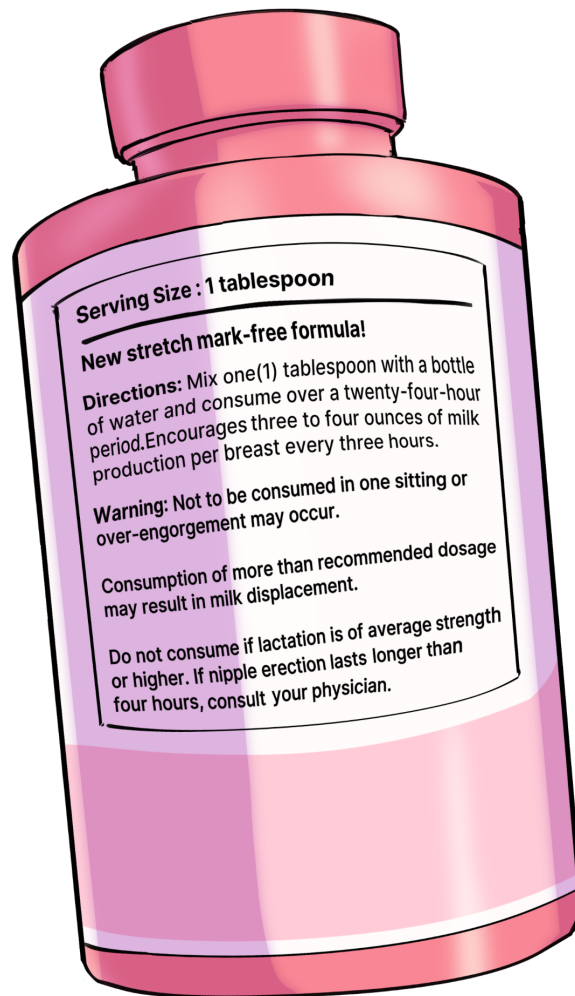 Serving Size : 1 tablespoon
New stretch mark-free formula!
Directions: Mix one(1) tablespoon with a bottle
of water and consume over a twenty-four-hour
period.Encourages three to four ounces of milk
production per breast every three hours.
Warning: Not to be consumed in one sitting or
over-engorgement may occur.
Consumption of more than recommended dosage
may result in milk displacement.
Do not consume if lactation is of average strength
or higher. If nipple erection lasts longer than
four hours, consult your physician.